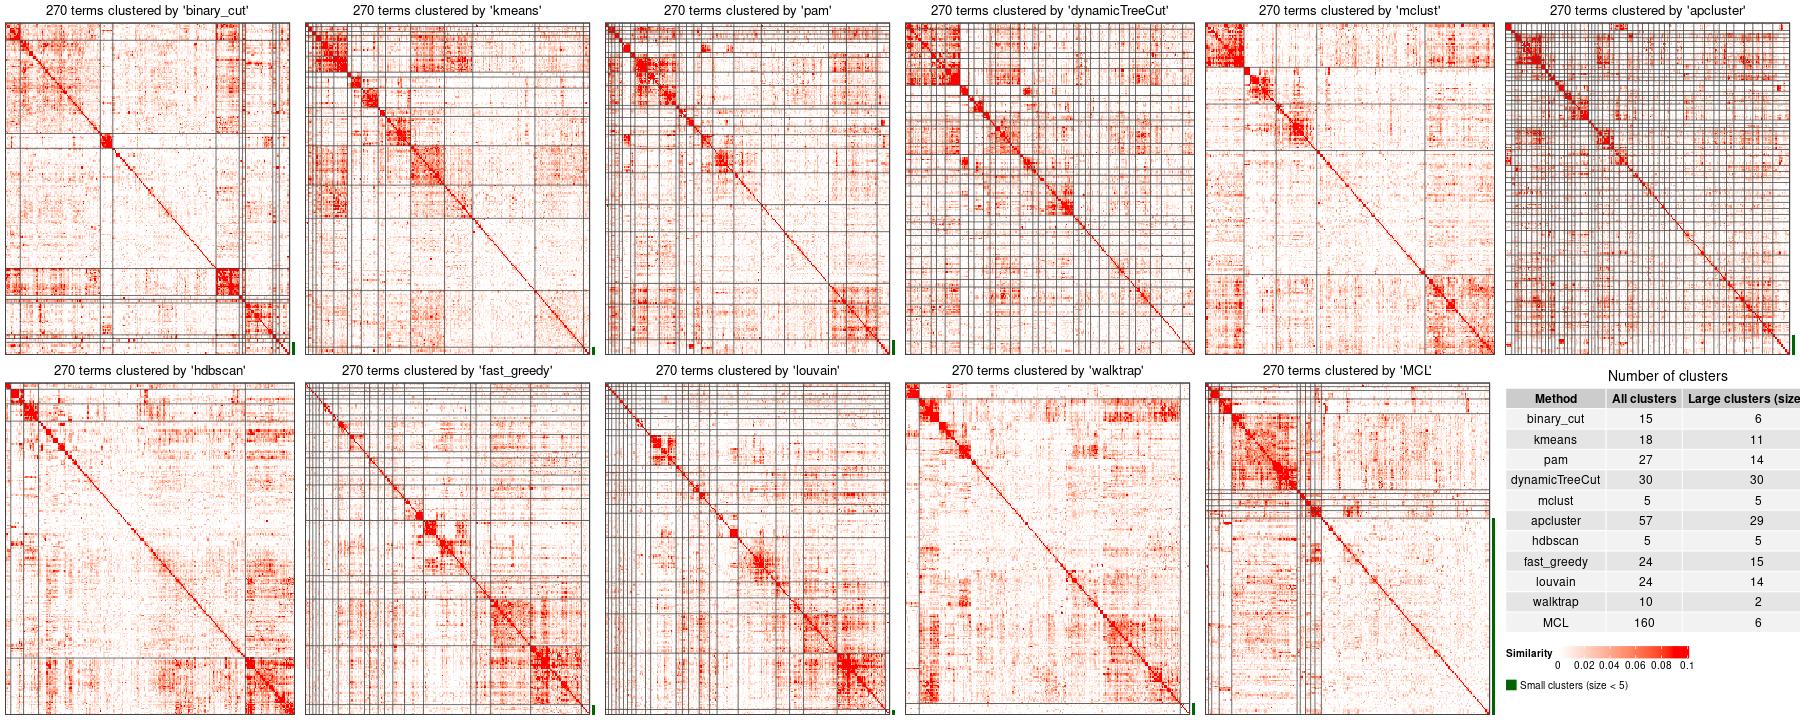 270 terms clustered by 'binary_cut'
270 terms clustered by 'kmeans'
270 terms clustered by 'pam'
270 terms clustered by 'dynamicTreeCut'
270 terms clustered by 'mclust'
270 terms clustered by 'apcluster'
270 terms clustered by 'hdbscan'
270 terms clustered by 'fast_greedy'
270 terms clustered by 'louvain'
270 terms clustered by 'walktrap'
270 terms clustered by 'MCL'
Number of clusters
Method All clusters Large clusters (size
binary_cut 15 6
kmeans 18 11
pam 27 14
dynamicTreeCut 30 30
mclust 5 5
apcluster 57 29
hdbscan 5 5
fast_greedy 24 15
louvain 24 14
walktrap 10 2
MCL 160 6
Similarity
0 0.02 0.04 0.06 0.08 0.1
Small clusters (size < 5)